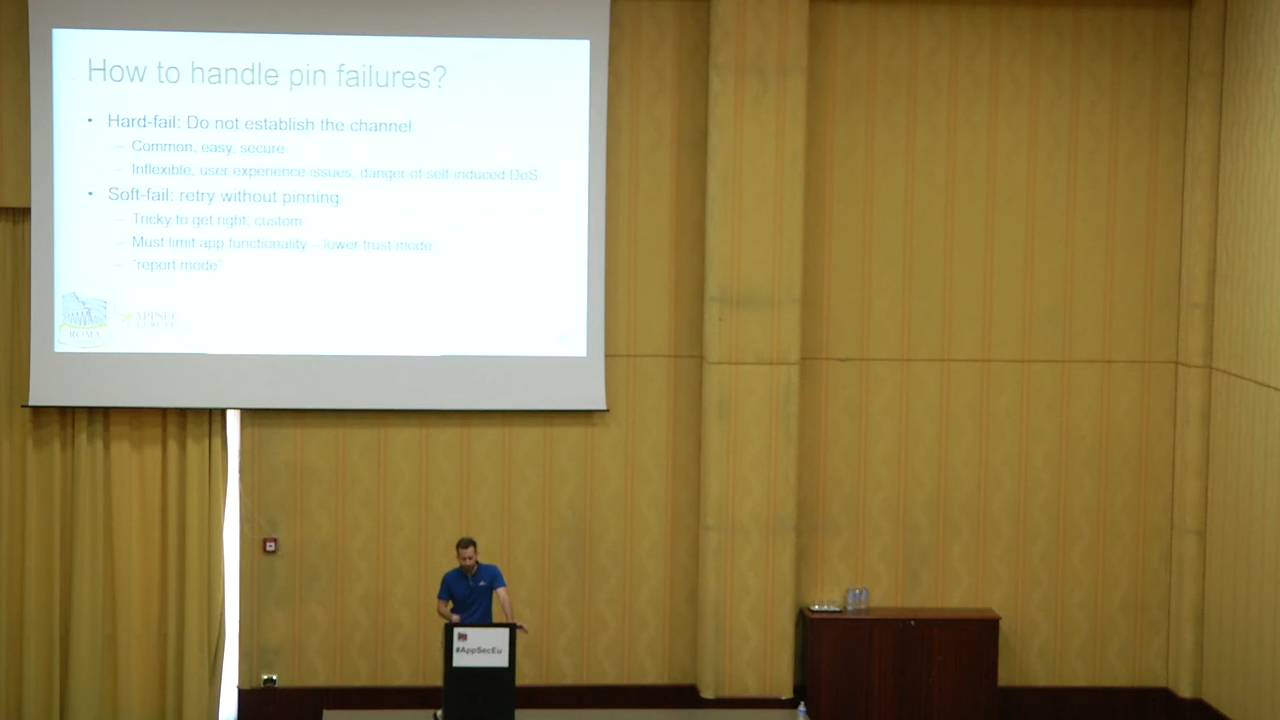 How to handle pin failures?
• Hard-fail: Do not establish the channel
– Common, easy, secure
– Inflexible, user experience issues, danger of self-induced DoS
• Soft-fail: retry without pinning
– Tricky to get right, custom
– Must limit app functionality – lower trust mode
– "report mode"
ROMA
APPSEC
EUROPE
#AppSecEu